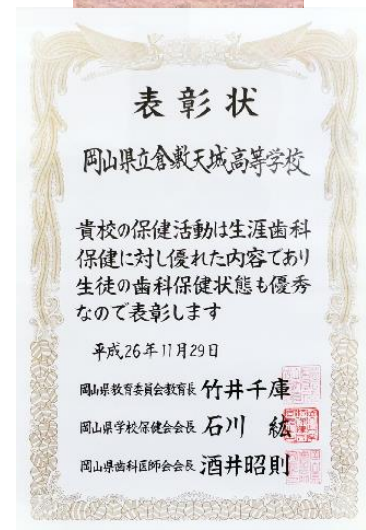 表彰状
岡山県立倉敷天城高等学校
貴校の保健活動は生涯歯科
保健に対し優れた内容であり
生徒の歯科保健状態も優秀
なので表彰します
平成26年11月29日
岡山県教育委員会教育長 竹井千庫
岡山県学校保健会会長 石川 紘
岡山県歯科医師会会長 酒井昭則